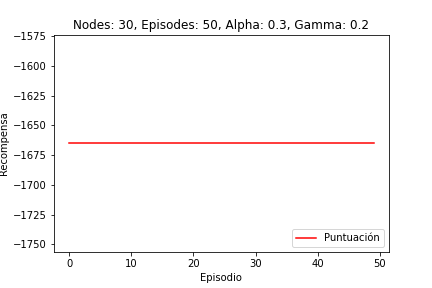 Nodes: 30, Episodes: 50, Alpha: 0.3, Gamma: 0.2
−1575
−1600
−1625
−1650
−1675
−1700
−1725
−1750
Recompensa
Puntuación
0 10 20 30 40 50
Episodio